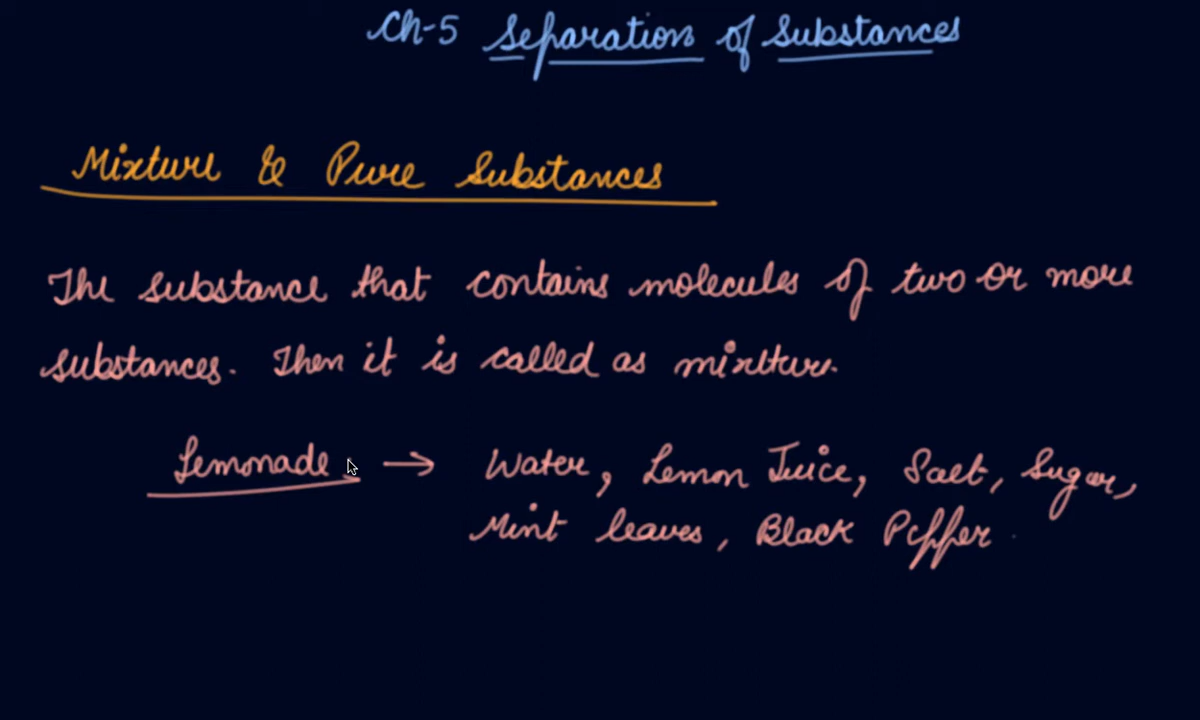 Ch-5 Separation of Substances
Mixture & Pure Substances
The substance that contains molecules of two or more
substances. Then it is called as mixture.
Lemonade → Water, Lemon Juice, Salt, Sugar,
Mint leaves, Black Pepper.